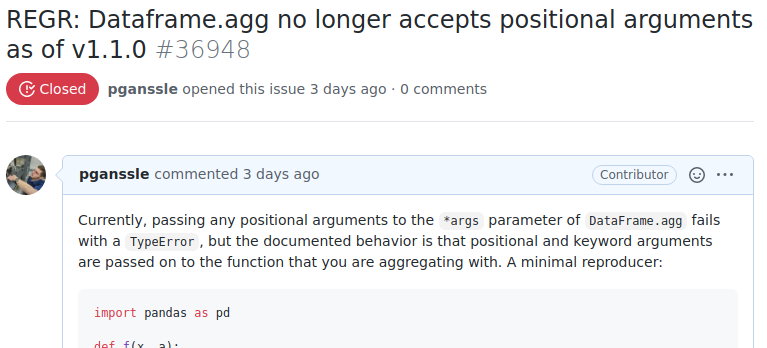 REGR: Dataframe.agg no longer accepts positional arguments
as of v1.1.0 #36948
Closed pganssle opened this issue 3 days ago · 0 comments
pganssle commented 3 days ago Contributor
Currently, passing any positional arguments to the *args parameter of DataFrame.agg fails
with a TypeError, but the documented behavior is that positional and keyword arguments
are passed on to the function that you are aggregating with. A minimal reproducer:
import pandas as pd
def f(x, a):